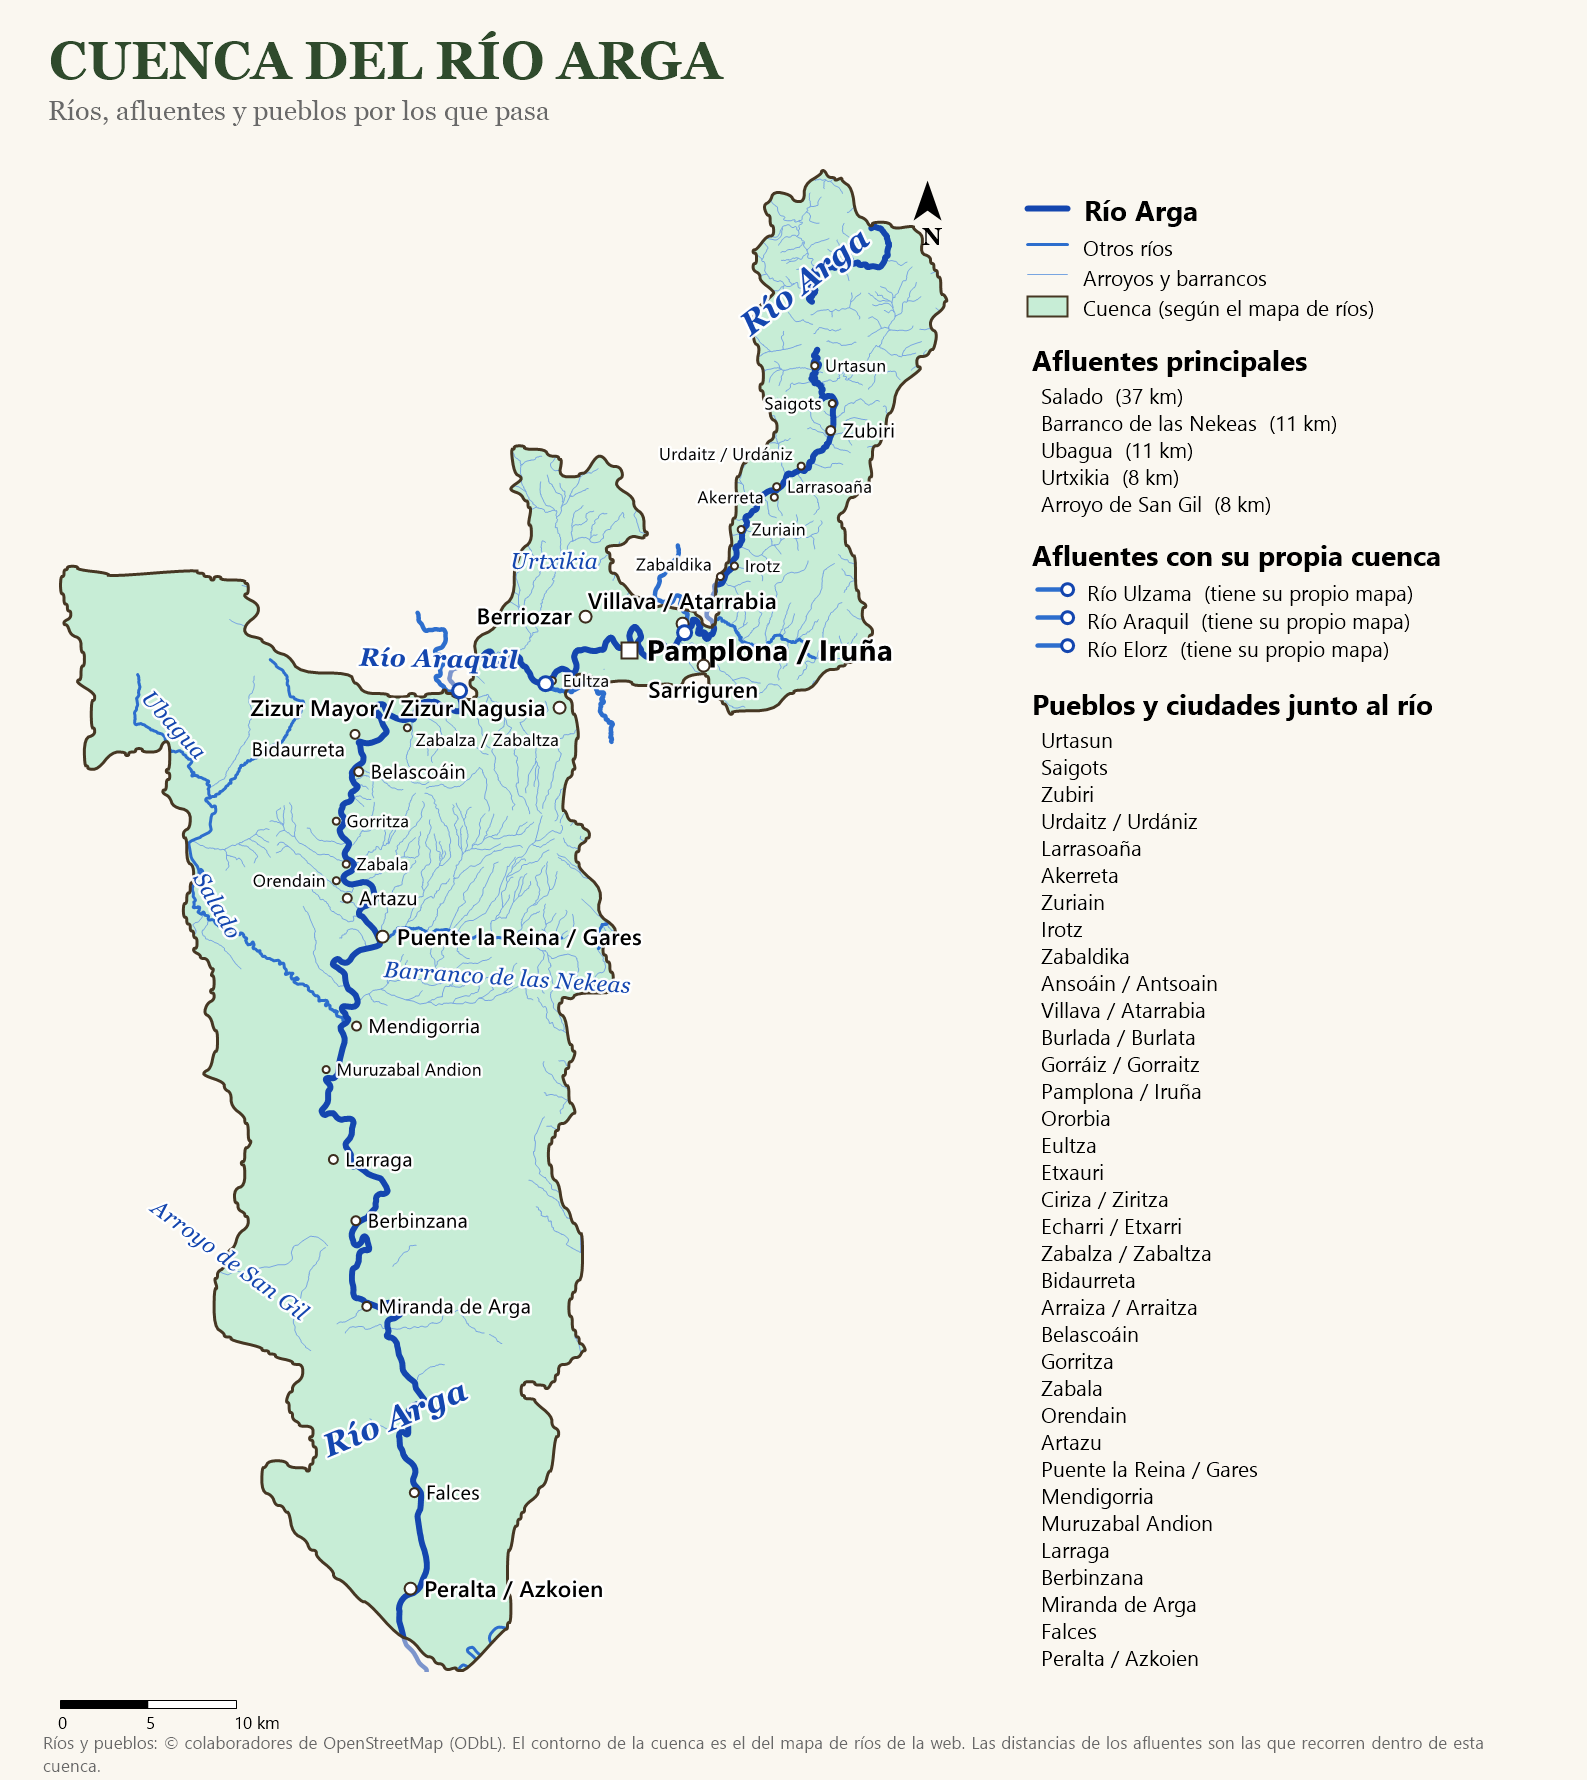 CUENCA DEL RÍO ARGA
Ríos, afluentes y pueblos por los que pasa
N
Río Arga
Urtasun
Saigots
Zubiri
Urdaitz / Urdániz
Larrasoaña
Akerreta
Zuriain
Urtxikia
Zabaldika
Irotz
Villava / Atarrabia
Berriozar
Pamplona / Iruña
Río Araquil
Eultza
Sarriguren
Zizur Mayor / Zizur Nagusia
Ubagua
Zabalza / Zabaltza
Bidaurreta
Belascoáin
Gorritza
Zabala
Orendain
Artazu
Salado
Puente la Reina / Gares
Barranco de las Nekeas
Mendigorria
Muruzabal Andion
Larraga
Berbinzana
Arroyo de San Gil
Miranda de Arga
Río Arga
Falces
Peralta / Azkoien
Río Arga
Otros ríos
Arroyos y barrancos
Cuenca (según el mapa de ríos)
Afluentes principales
Salado (37 km)
Barranco de las Nekeas (11 km)
Ubagua (11 km)
Urtxikia (8 km)
Arroyo de San Gil (8 km)
Afluentes con su propia cuenca
Río Ulzama (tiene su propio mapa)
Río Araquil (tiene su propio mapa)
Río Elorz (tiene su propio mapa)
Pueblos y ciudades junto al río
Urtasun
Saigots
Zubiri
Urdaitz / Urdániz
Larrasoaña
Akerreta
Zuriain
Irotz
Zabaldika
Ansoáin / Antsoain
Villava / Atarrabia
Burlada / Burlata
Gorráiz / Gorraitz
Pamplona / Iruña
Ororbia
Eultza
Etxauri
Ciriza / Ziritza
Echarri / Etxarri
Zabalza / Zabaltza
Bidaurreta
Arraiza / Arraitza
Belascoáin
Gorritza
Zabala
Orendain
Artazu
Puente la Reina / Gares
Mendigorria
Muruzabal Andion
Larraga
Berbinzana
Miranda de Arga
Falces
Peralta / Azkoien
0 5 10 km
Ríos y pueblos: © colaboradores de OpenStreetMap (ODbL). El contorno de la cuenca es el del mapa de ríos de la web. Las distancias de los afluentes son las que recorren dentro de esta
cuenca.